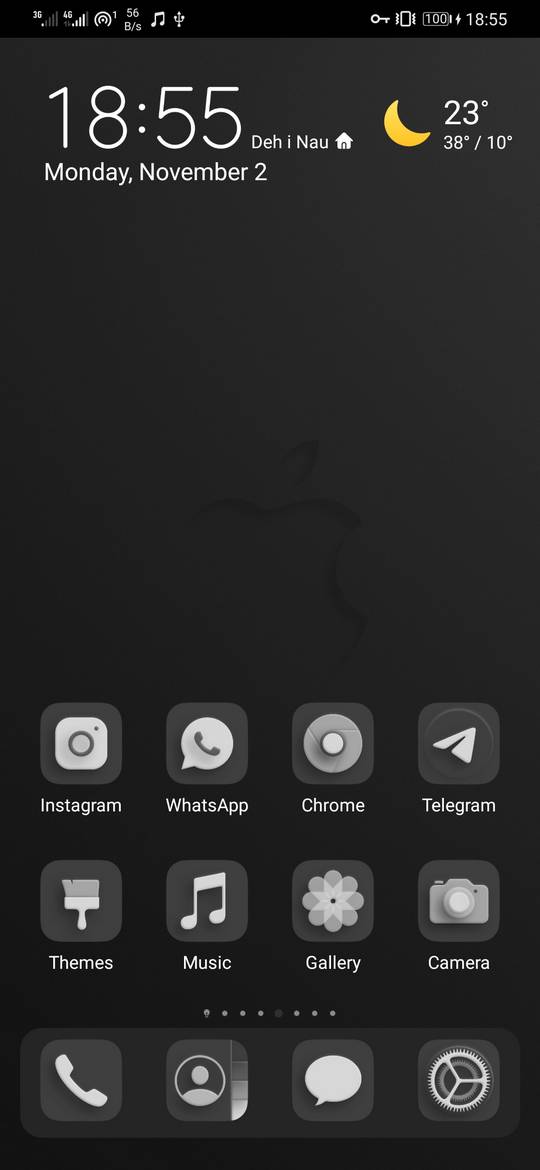 3G 4G 1 56 B/s 100 18:55
18:55 Deh i Nau 23°
38° / 10°
Monday, November 2
Instagram WhatsApp Chrome Telegram
Themes Music Gallery Camera